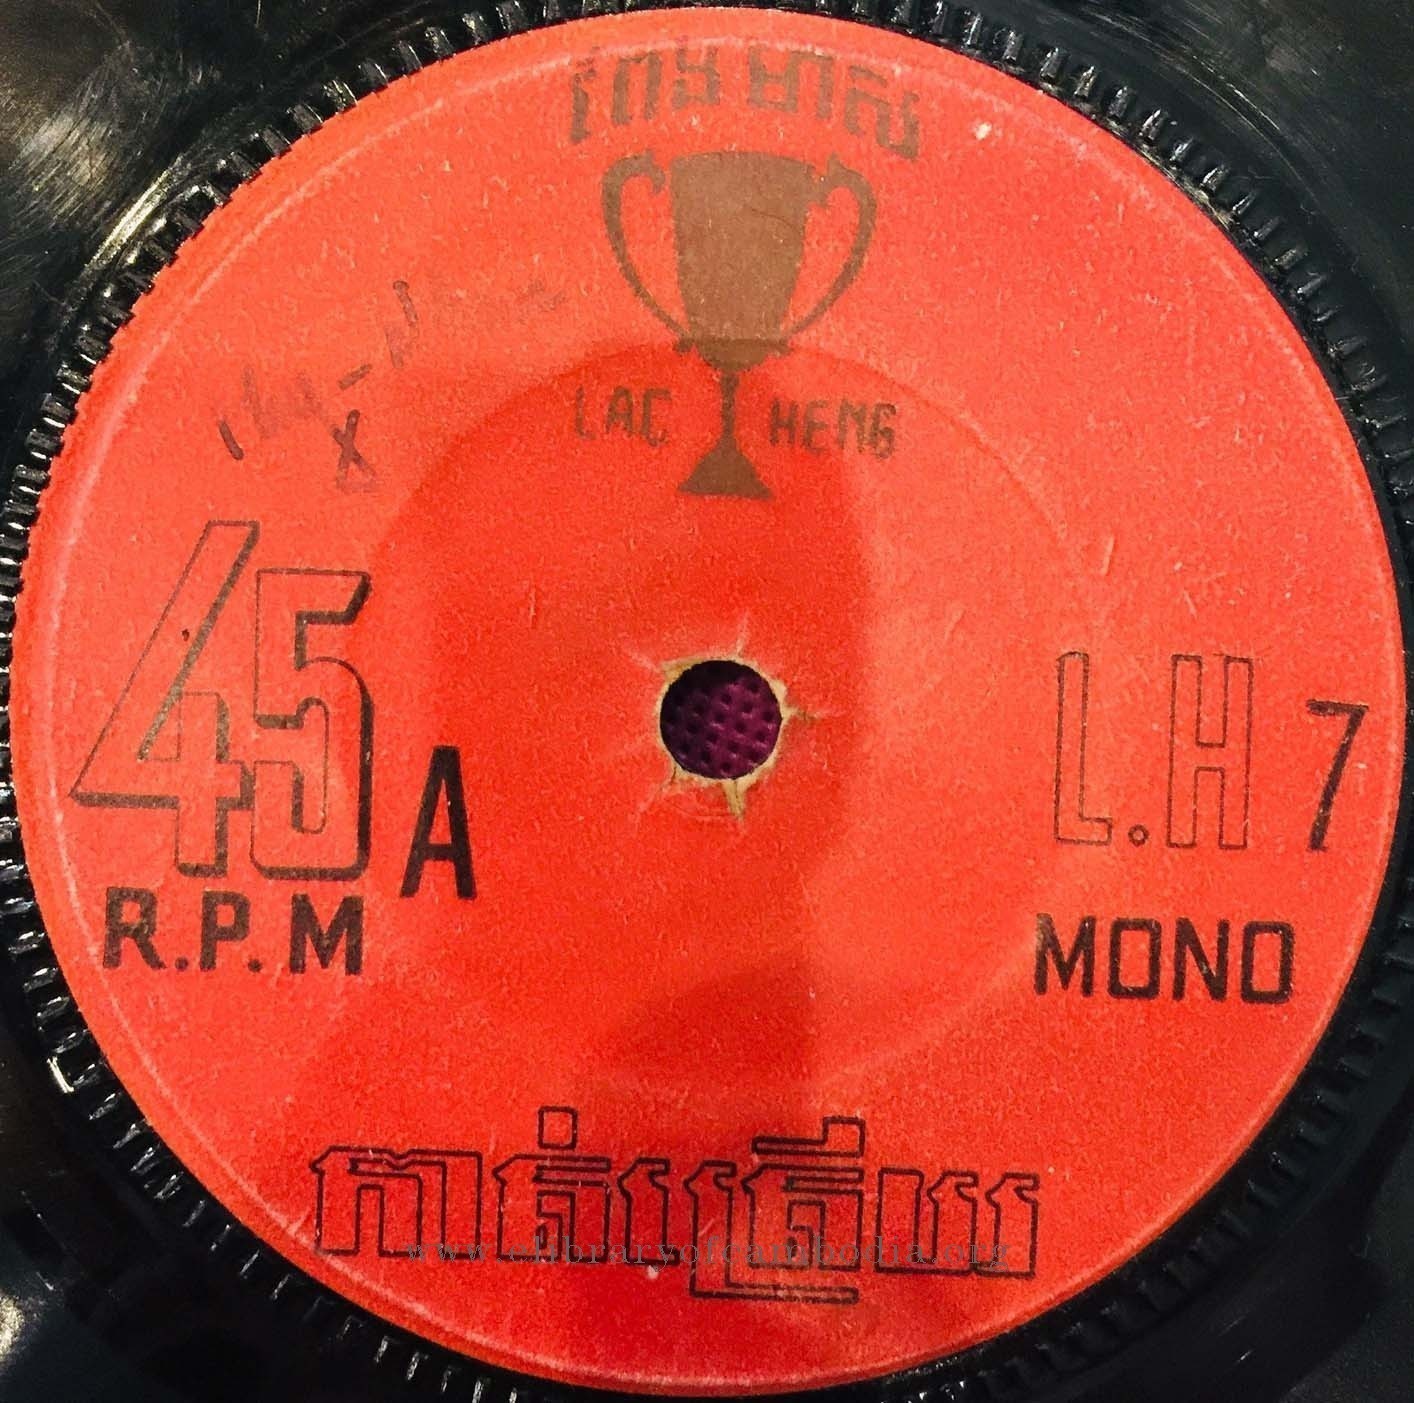 ពែងមាស
LAC HENG
45 A
R.P.M
L.H 7
MONO
www.elibraryofcambodia.org